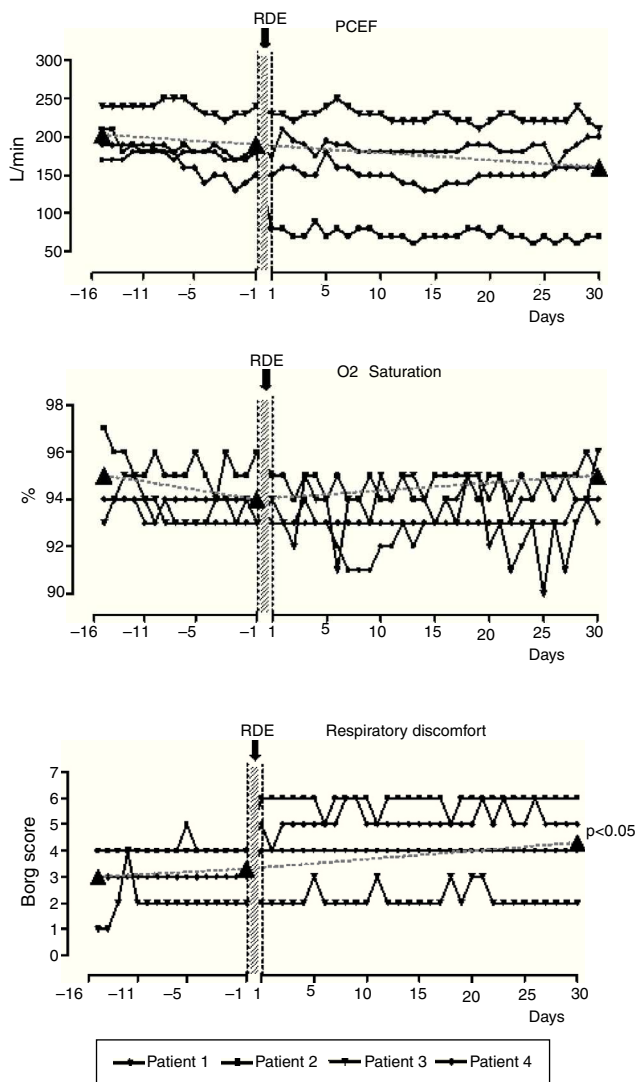 RDE PCEF
300
250
200
150
100
50
L/min
–16 –11 –5 –1 1 5 10 15 20 25 30
Days
RDE O2 Saturation
98
96
94
92
90
%
–16 –11 –5 –1 1 5 10 15 20 25 30
Days
RDE Respiratory discomfort
7
6
5
4
3
2
1
0
Borg score
p<0.05
–16 –11 –5 –1 1 5 10 15 20 25 30
Days
Patient 1 Patient 2 Patient 3 Patient 4